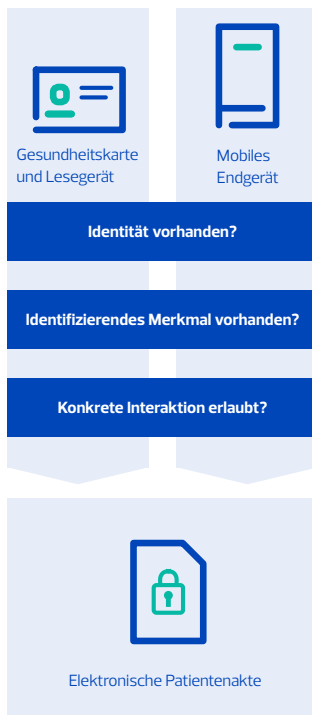 Gesundheitskarte
und Lesegerät
Mobiles
Endgerät
Identität vorhanden?
Identifizierendes Merkmal vorhanden?
Konkrete Interaktion erlaubt?
Elektronische Patientenakte